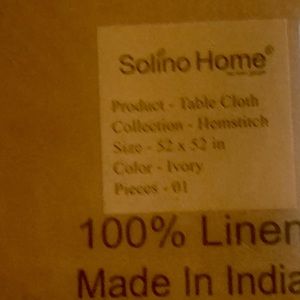 Solino Home®
Product - Table Cloth
Collection - Hemstitch
Size - 52 x 52 in
Color - Ivory
Pieces - 01
100% Linen
Made In India